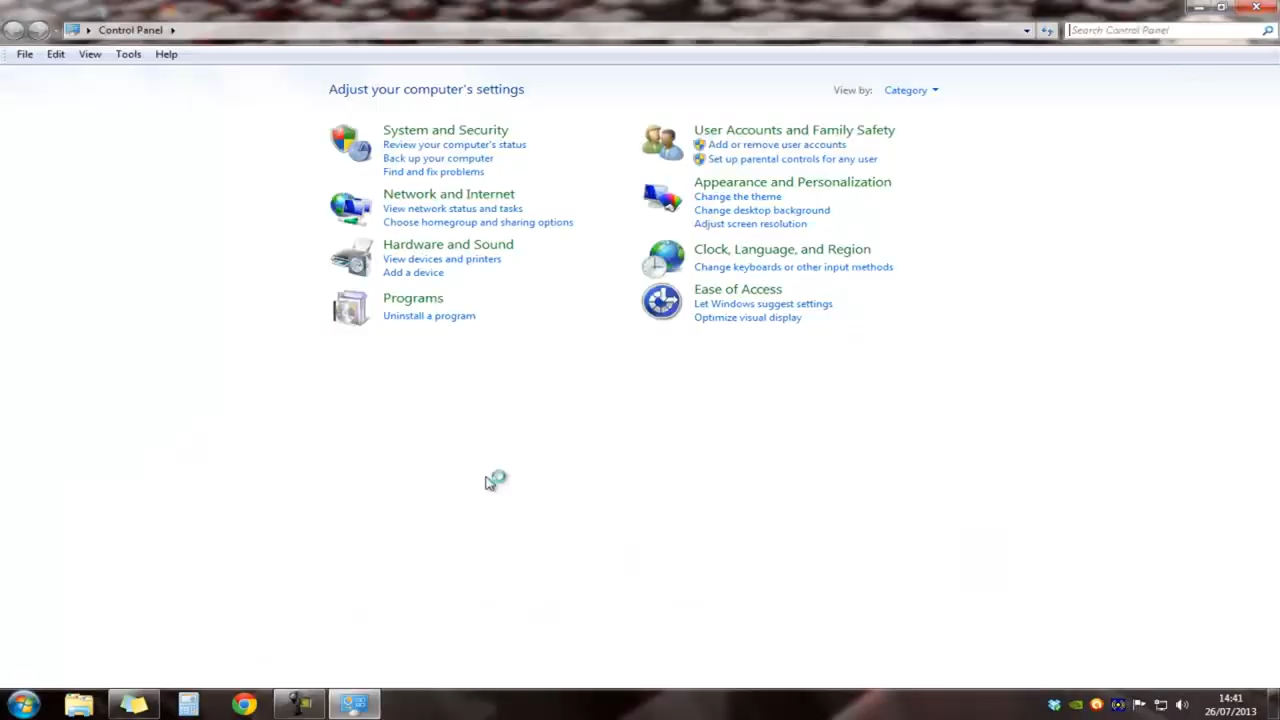 Control Panel
Search Control Panel
File Edit View Tools Help
Adjust your computer's settings
View by: Category
System and Security
Review your computer's status
Back up your computer
Find and fix problems
Network and Internet
View network status and tasks
Choose homegroup and sharing options
Hardware and Sound
View devices and printers
Add a device
Programs
Uninstall a program
User Accounts and Family Safety
Add or remove user accounts
Set up parental controls for any user
Appearance and Personalization
Change the theme
Change desktop background
Adjust screen resolution
Clock, Language, and Region
Change keyboards or other input methods
Ease of Access
Let Windows suggest settings
Optimize visual display
14:41
26/07/2013